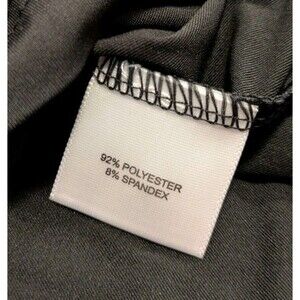 92% POLYESTER
8% SPANDEX